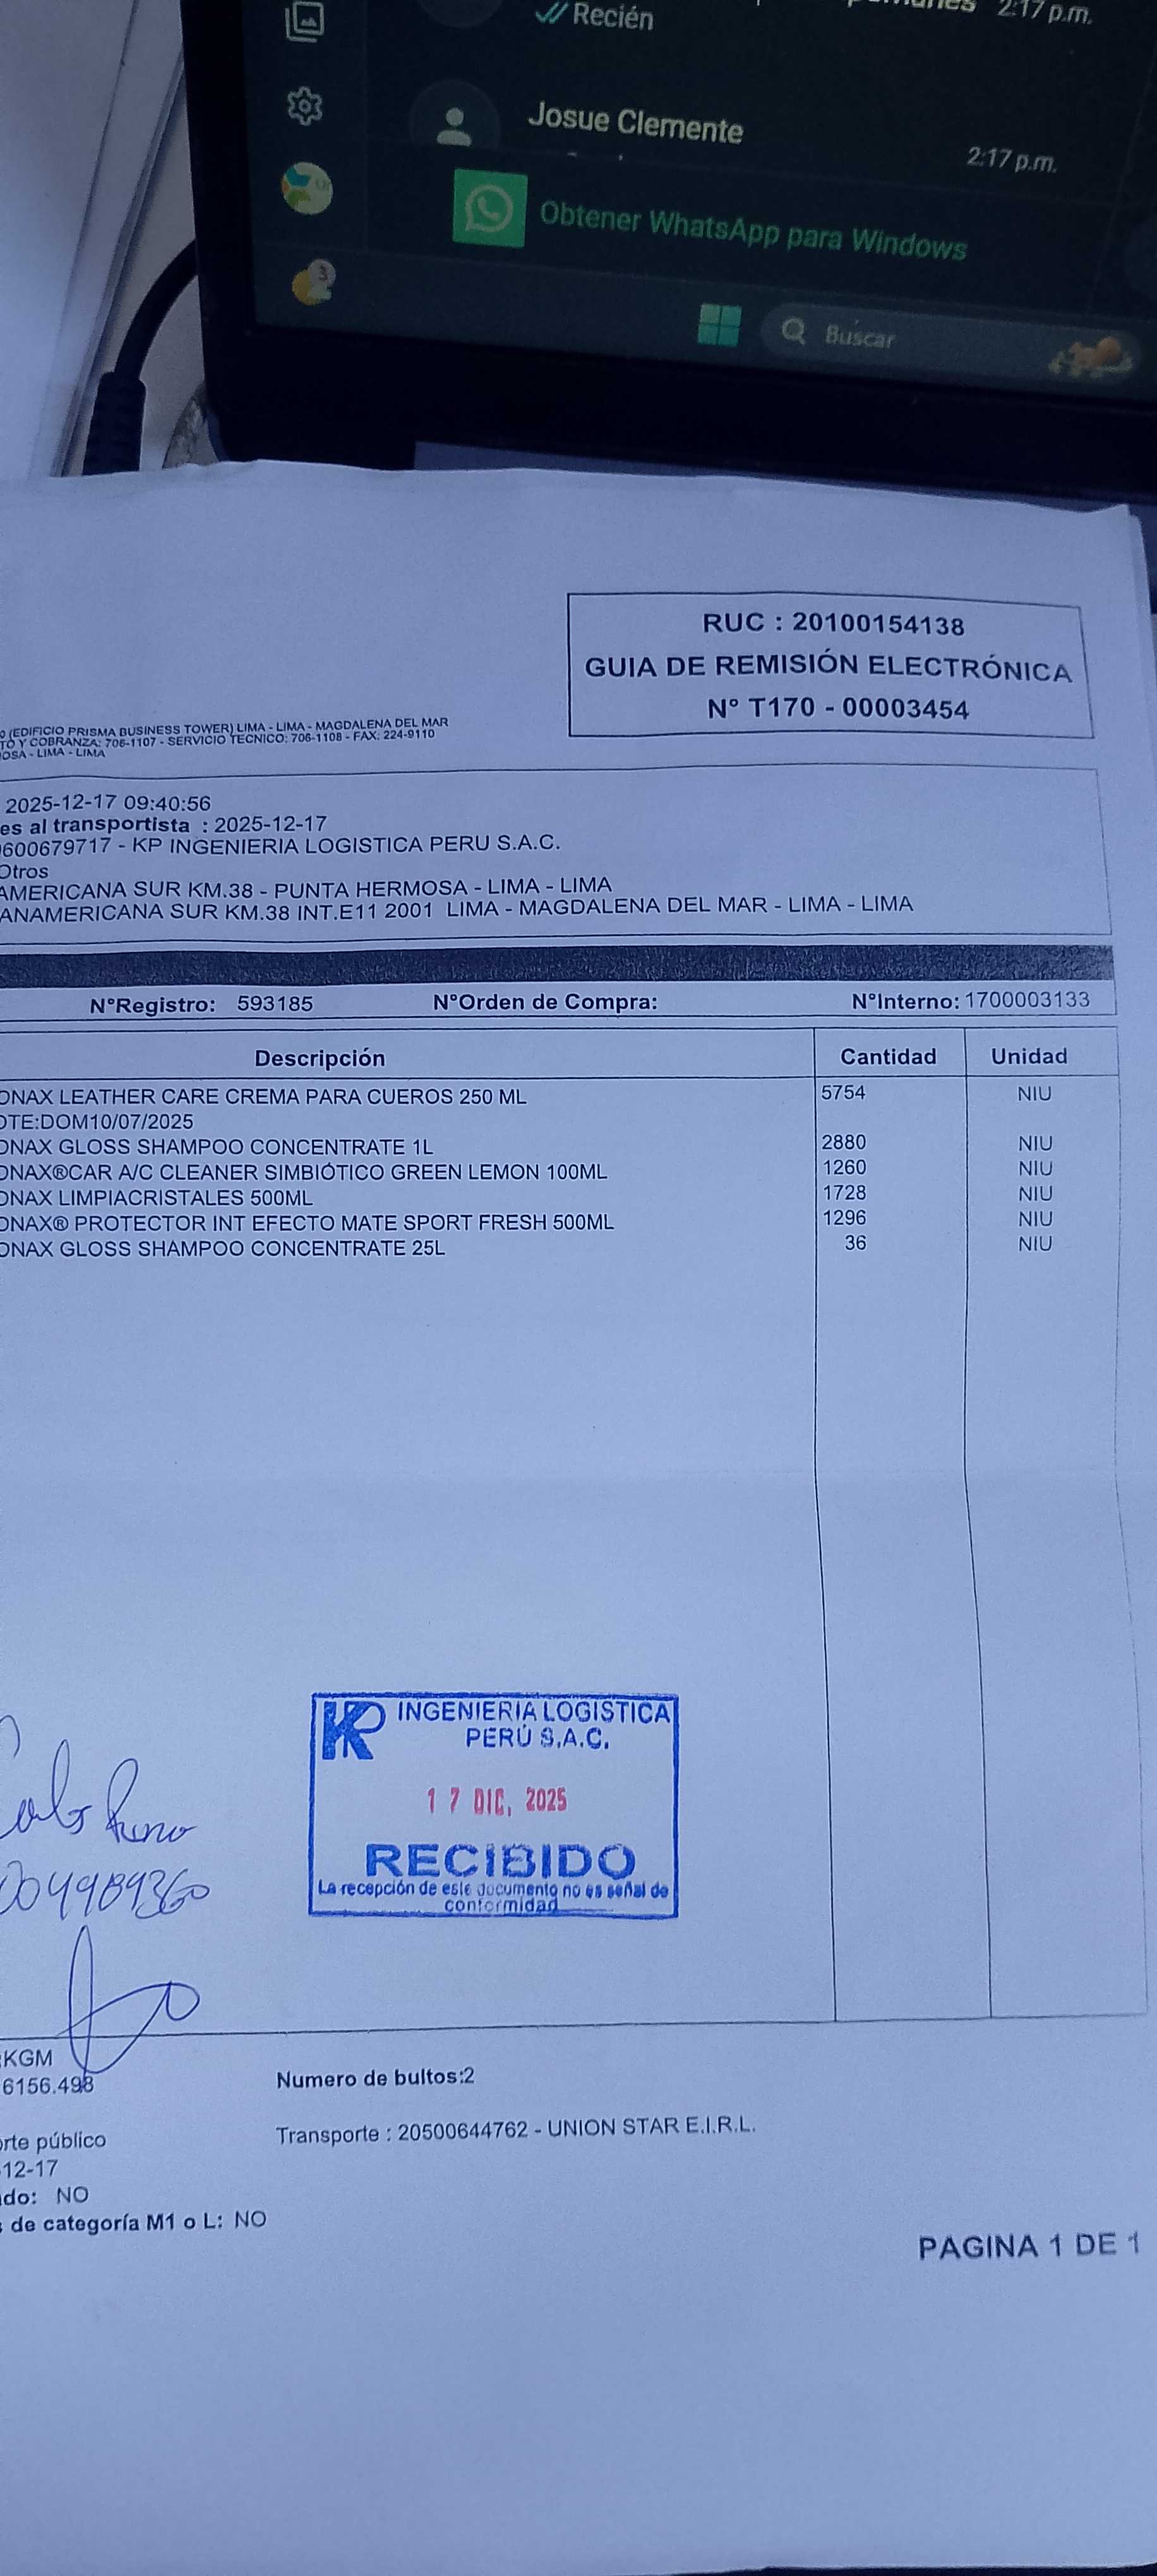 Recién
2:17 p.m.
Josue Clemente
2:17 p.m.
Obtener WhatsApp para Windows
3
Buscar
RUC : 20100154138
GUIA DE REMISIÓN ELECTRÓNICA
N° T170 - 00003454
(EDIFICIO PRISMA BUSINESS TOWER) LIMA - LIMA - MAGDALENA DEL MAR
TO Y COBRANZA: 706-1107 - SERVICIO TECNICO: 706-1108 - FAX: 224-9110
OSA - LIMA - LIMA
2025-12-17 09:40:56
es al transportista : 2025-12-17
0600679717 - KP INGENIERIA LOGISTICA PERU S.A.C.
Otros
AMERICANA SUR KM.38 - PUNTA HERMOSA - LIMA - LIMA
ANAMERICANA SUR KM.38 INT.E11 2001 LIMA - MAGDALENA DEL MAR - LIMA - LIMA
N°Registro: 593185 N°Orden de Compra: N°Interno: 1700003133
Descripción Cantidad Unidad
ONAX LEATHER CARE CREMA PARA CUEROS 250 ML 5754 NIU
OTE:DOM10/07/2025
ONAX GLOSS SHAMPOO CONCENTRATE 1L 2880 NIU
ONAX®CAR A/C CLEANER SIMBIÓTICO GREEN LEMON 100ML 1260 NIU
ONAX LIMPIACRISTALES 500ML 1728 NIU
ONAX® PROTECTOR INT EFECTO MATE SPORT FRESH 500ML 1296 NIU
ONAX GLOSS SHAMPOO CONCENTRATE 25L 36 NIU
KP INGENIERIA LOGISTICA
PERÚ S.A.C.
17 DIC. 2025
RECIBIDO
La recepción de este documento no es señal de
conformidad
:KGM
6156.498
Numero de bultos:2
Transporte : 20500644762 - UNION STAR E.I.R.L.
rte público
12-17
do: NO
s de categoría M1 o L: NO
PAGINA 1 DE 1